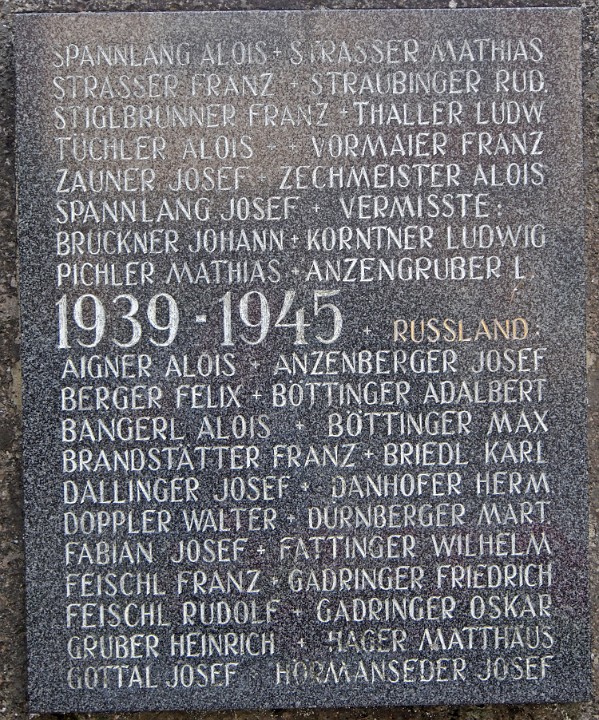 SPANNLANG ALOIS + STRASSER MATHIAS
STRASSER FRANZ + STRAUBINGER RUD.
STIGLBRUNNER FRANZ + THALLER LUDW.
TÜCHLER ALOIS + + VORMAIER FRANZ
ZAUNER JOSEF + ZECHMEISTER ALOIS
SPANNLANG JOSEF + VERMISSTE:
BRUCKNER JOHANN + KORNTNER LUDWIG
PICHLER MATHIAS + ANZENGRUBER L.
1939 - 1945 + RUSSLAND:
AIGNER ALOIS + ANZENBERGER JOSEF
BERGER FELIX + BÖTTINGER ADALBERT
BANGERL ALOIS + BÖTTINGER MAX
BRANDSTÄTTER FRANZ + BRIEDL KARL
DALLINGER JOSEF + DANHOFER HERM.
DOPPLER WALTER + DÜRNBERGER MART.
FABIAN JOSEF + FATTINGER WILHELM
FEISCHL FRANZ + GADRINGER FRIEDRICH
FEISCHL RUDOLF + GADRINGER OSKAR
GRUBER HEINRICH + HAGER MATTHÄUS
GOTTAL JOSEF + HÖRMANSEDER JOSEF